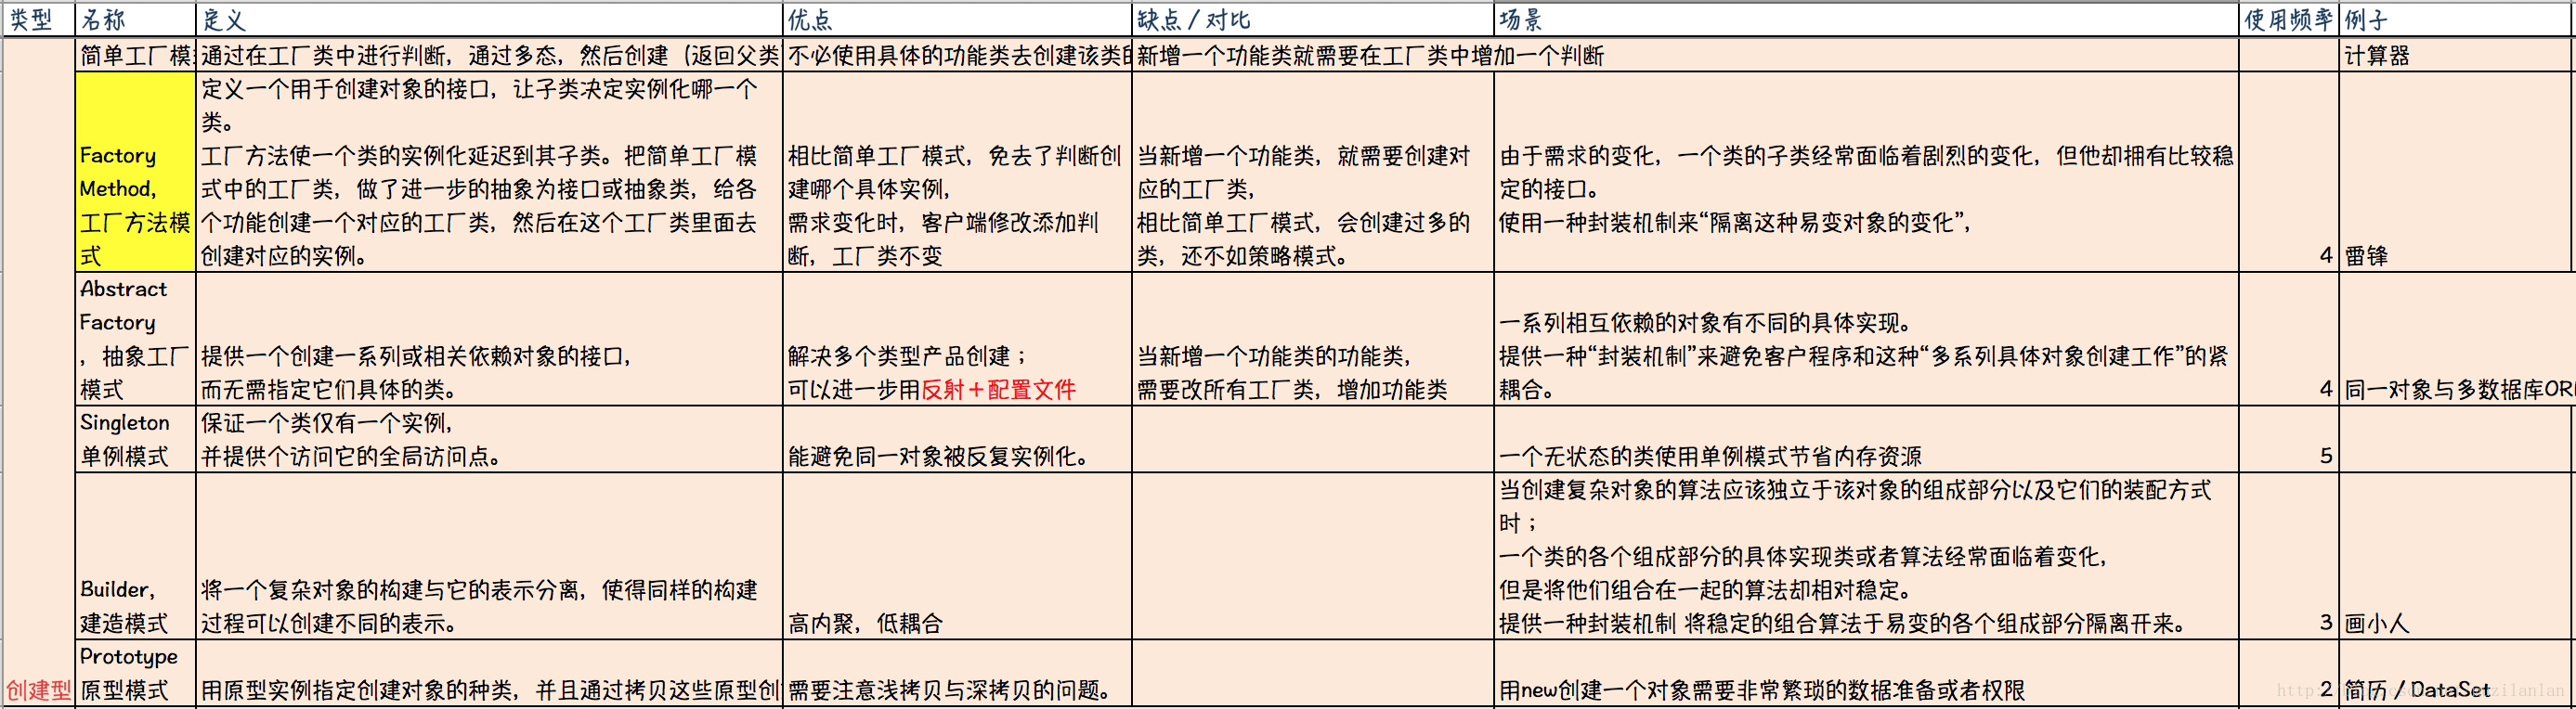 类型 名称 定义 优点 缺点／对比 场景 使用频率 例子
简单工厂模 通过在工厂类中进行判断，通过多态，然后创建（返回父类 不必使用具体的功能类去创建该类的 新增一个功能类就需要在工厂类中增加一个判断 计算器
Factory
Method,
工厂方法模
式
定义一个用于创建对象的接口，让子类决定实例化哪一个
类。
工厂方法使一个类的实例化延迟到其子类。把简单工厂模
式中的工厂类，做了进一步的抽象为接口或抽象类，给各
个功能创建一个对应的工厂类，然后在这个工厂类里面去
创建对应的实例。
相比简单工厂模式，免去了判断创
建哪个具体实例，
需求变化时，客户端修改添加判
断，工厂类不变
当新增一个功能类，就需要创建对
应的工厂类，
相比简单工厂模式，会创建过多的
类，还不如策略模式。
由于需求的变化，一个类的子类经常面临着剧烈的变化，但他却拥有比较稳
定的接口。
使用一种封装机制来“隔离这种易变对象的变化”，
4
雷锋
Abstract
Factory
，抽象工厂
模式
提供一个创建一系列或相关依赖对象的接口，
而无需指定它们具体的类。
解决多个类型产品创建；
可以进一步用反射＋配置文件
当新增一个功能类的功能类，
需要改所有工厂类，增加功能类
一系列相互依赖的对象有不同的具体实现。
提供一种“封装机制”来避免客户程序和这种“多系列具体对象创建工作”的紧
耦合。
4
同一对象与多数据库OR
Singleton
单例模式
保证一个类仅有一个实例，
并提供个访问它的全局访问点。
能避免同一对象被反复实例化。
一个无状态的类使用单例模式节省内存资源
5
Builder,
建造模式
将一个复杂对象的构建与它的表示分离，使得同样的构建
过程可以创建不同的表示。
高内聚，低耦合
当创建复杂对象的算法应该独立于该对象的组成部分以及它们的装配方式
时；
一个类的各个组成部分的具体实现类或者算法经常面临着变化，
但是将他们组合在一起的算法却相对稳定。
提供一种封装机制 将稳定的组合算法于易变的各个组成部分隔离开来。
3
画小人
创建型
Prototype
原型模式
用原型实例指定创建对象的种类，并且通过拷贝这些原型创
需要注意浅拷贝与深拷贝的问题。
用new创建一个对象需要非常繁琐的数据准备或者权限
2
简历／DataSet